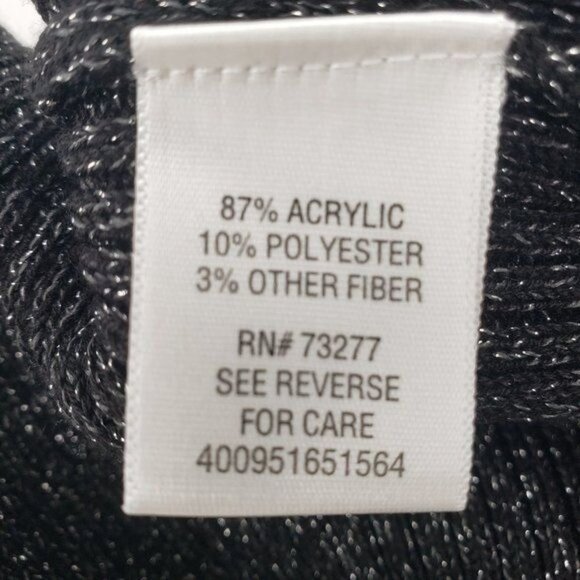 87% ACRYLIC
10% POLYESTER
3% OTHER FIBER
RN# 73277
SEE REVERSE
FOR CARE
400951651564